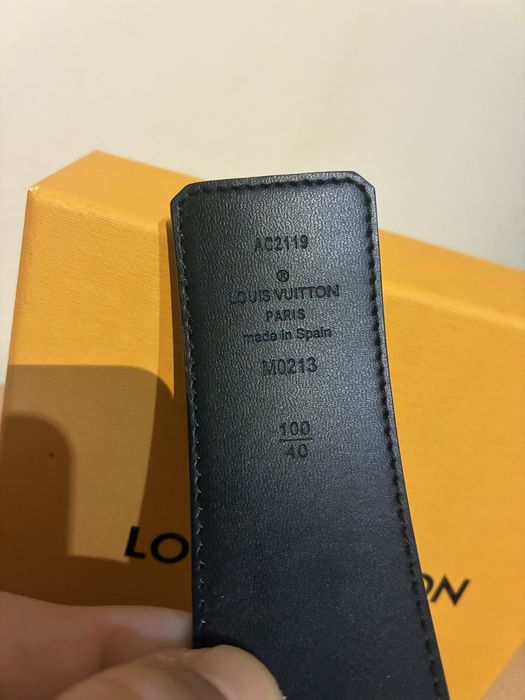 AC2119
®
LOUIS VUITTON
PARIS
made in Spain
M0213
100
40
LO
ON